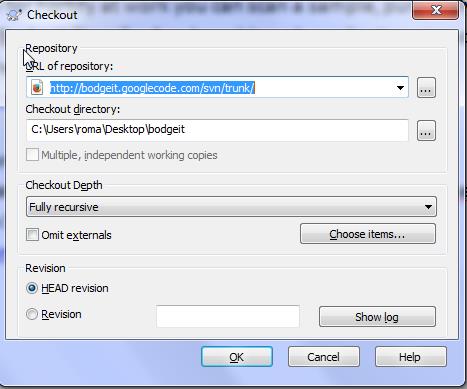 Checkout
Repository
URL of repository:
http://bodgeit.googlecode.com/svn/trunk/
...
Checkout directory:
C:\Users\roma\Desktop\bodgeit
...
Multiple, independent working copies
Checkout Depth
Fully recursive
Omit externals
Choose items...
Revision
HEAD revision
Revision
Show log
OK
Cancel
Help